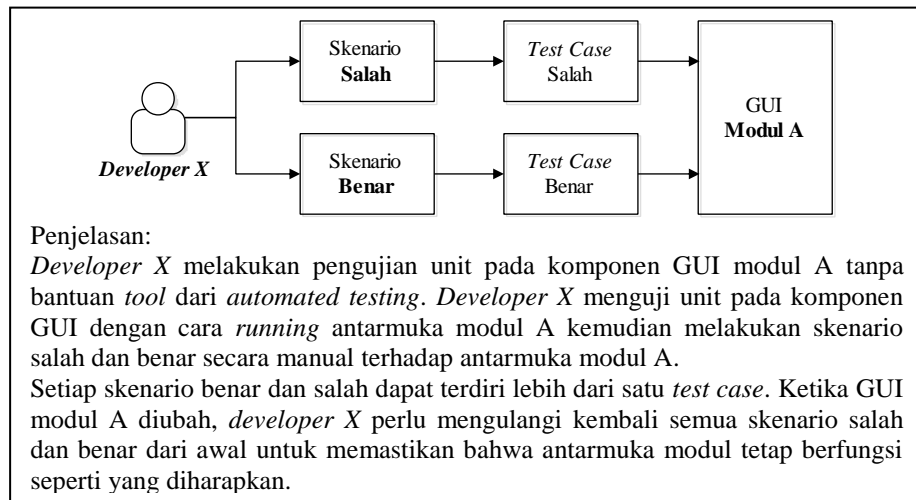 Skenario
Salah
Test Case
Salah
GUI
Modul A
Developer X
Skenario
Benar
Test Case
Benar
Penjelasan:
Developer X melakukan pengujian unit pada komponen GUI modul A tanpa
bantuan tool dari automated testing. Developer X menguji unit pada komponen
GUI dengan cara running antarmuka modul A kemudian melakukan skenario
salah dan benar secara manual terhadap antarmuka modul A.
Setiap skenario benar dan salah dapat terdiri lebih dari satu test case. Ketika GUI
modul A diubah, developer X perlu mengulangi kembali semua skenario salah
dan benar dari awal untuk memastikan bahwa antarmuka modul tetap berfungsi
seperti yang diharapkan.